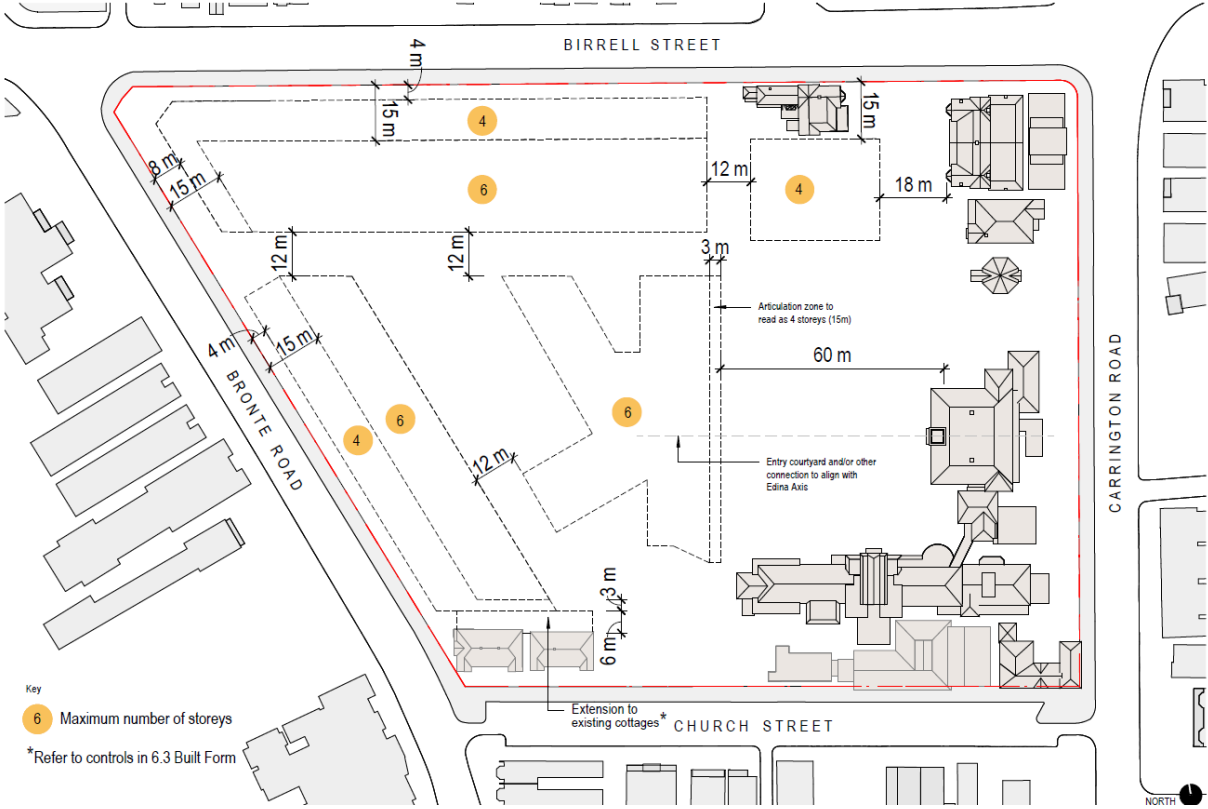 BIRRELL STREET
4 m
15 m
15 m
4
8 m
15 m
6
12 m
4
18 m
12 m
12 m
3 m
Articulation zone to
read as 4 storeys (15m)
60 m
4 m
15 m
BRONTE ROAD
CARRINGTON ROAD
6
6
4
12 m
Entry courtyard and/or other
connection to align with
Edina Axis
3 m
6 m
Key
6 Maximum number of storeys
*Refer to controls in 6.3 Built Form
Extension to
existing cottages*
CHURCH STREET
NORTH